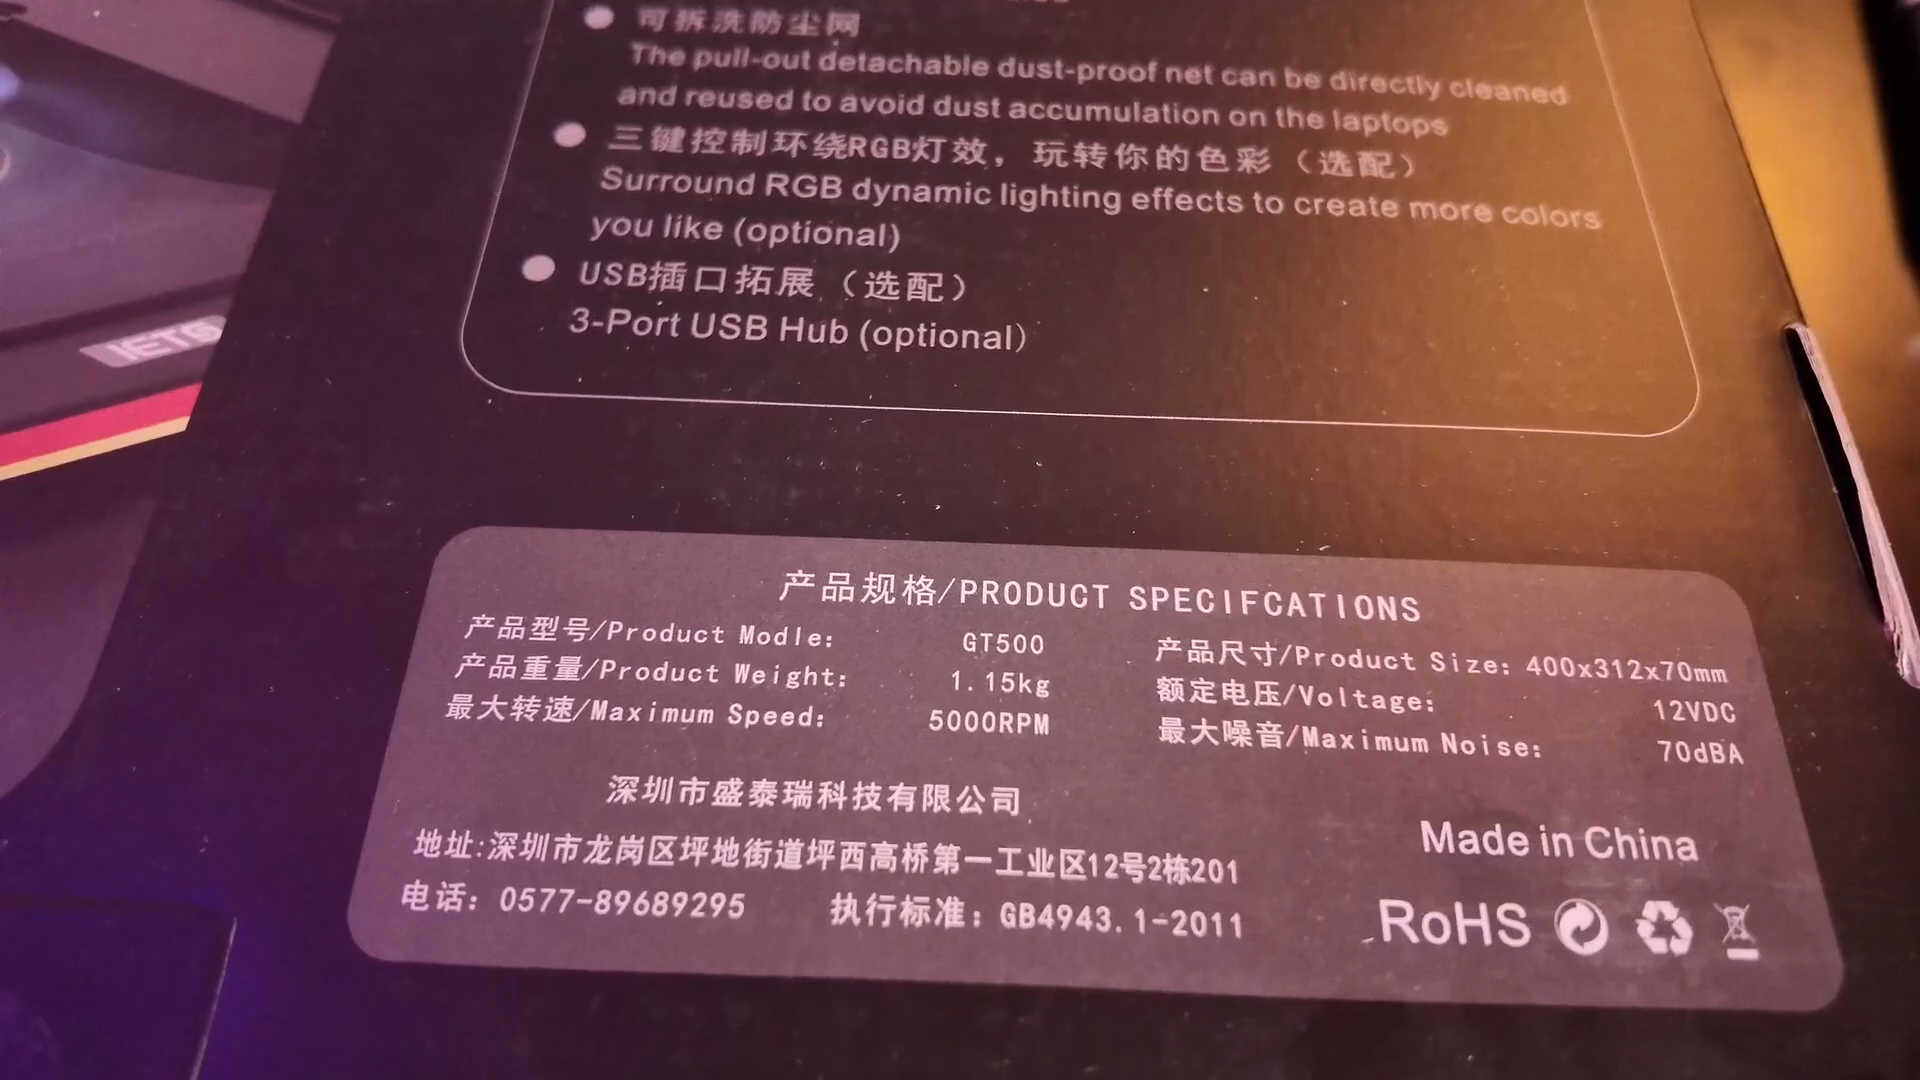 可拆洗防尘网
The pull-out detachable dust-proof net can be directly cleaned
and reused to avoid dust accumulation on the laptops
三键控制环绕RGB灯效，玩转你的色彩（选配）
Surround RGB dynamic lighting effects to create more colors
you like (optional)
USB插口拓展（选配）
3-Port USB Hub (optional)
IETS
产品规格/PRODUCT SPECIFCATIONS
产品型号/Product Modle: GT500
产品重量/Product Weight: 1.15kg
最大转速/Maximum Speed: 5000RPM
产品尺寸/Product Size: 400x312x70mm
额定电压/Voltage: 12VDC
最大噪音/Maximum Noise: 70dBA
深圳市盛泰瑞科技有限公司
地址:深圳市龙岗区坪地街道坪西高桥第一工业区12号2栋201
电话: 0577-89689295 执行标准: GB4943.1-2011
Made in China
RoHS